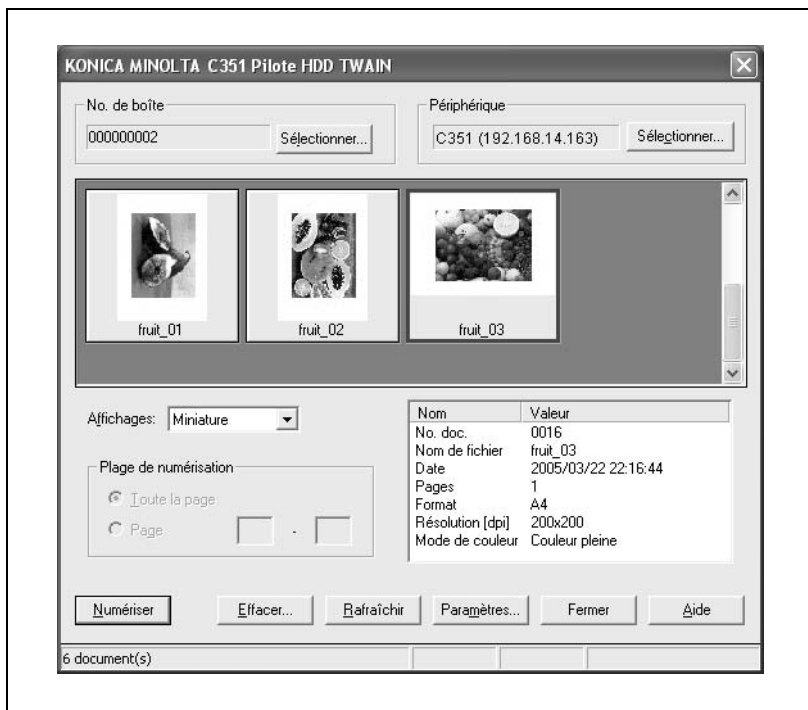 KONICA MINOLTA C351 Pilote HDD TWAIN
No. de boîte
000000002
Sélectionner...
Périphérique
C351 (192.168.14.163)
Sélectionner...
fruit_01
fruit_02
fruit_03
Affichages: Miniature
Plage de numérisation
Toute la page
Page
-
Nom Valeur
No. doc. 0016
Nom de fichier fruit_03
Date 2005/03/22 22:16:44
Pages 1
Format A4
Résolution [dpi] 200x200
Mode de couleur Couleur pleine
Numériser
Effacer...
Rafraîchir
Paramètres...
Fermer
Aide
6 document(s)